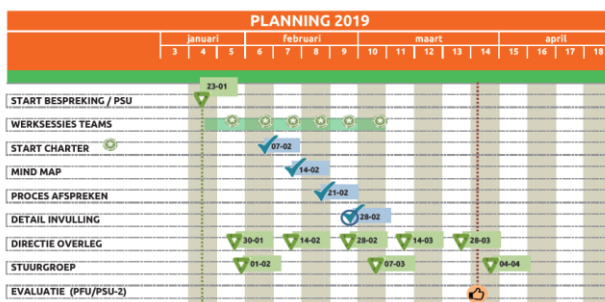 PLANNING 2019
januari februari maart april
3 4 5 6 7 8 9 10 11 12 13 14 15 16 17 18
23-01
START BESPREKING / PSU
WERKSESSIES TEAMS
START CHARTER 07-02
MIND MAP 14-02
PROCES AFSPREKEN 21-02
DETAIL INVULLING 28-02
DIRECTIE OVERLEG 30-01 14-02 28-02 14-03 28-03
STUURGROEP 01-02 07-03 04-04
EVALUATIE (PFU/PSU-2)